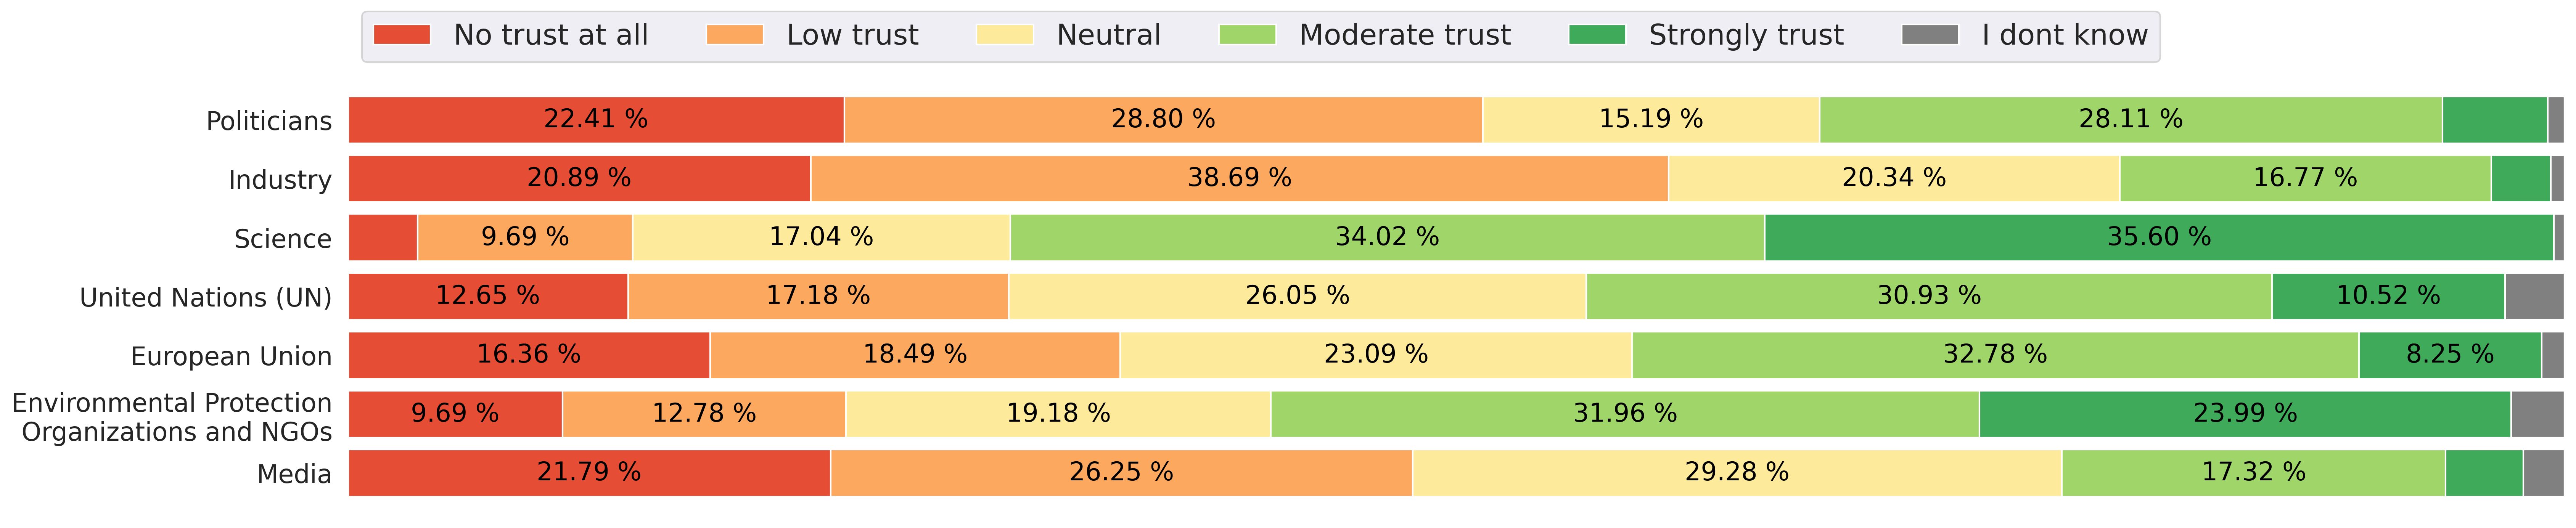 No trust at all Low trust Neutral Moderate trust Strongly trust I dont know
Politicians 22.41 % 28.80 % 15.19 % 28.11 %
Industry 20.89 % 38.69 % 20.34 % 16.77 %
Science 9.69 % 17.04 % 34.02 % 35.60 %
United Nations (UN) 12.65 % 17.18 % 26.05 % 30.93 % 10.52 %
European Union 16.36 % 18.49 % 23.09 % 32.78 % 8.25 %
Environmental Protection
Organizations and NGOs 9.69 % 12.78 % 19.18 % 31.96 % 23.99 %
Media 21.79 % 26.25 % 29.28 % 17.32 %